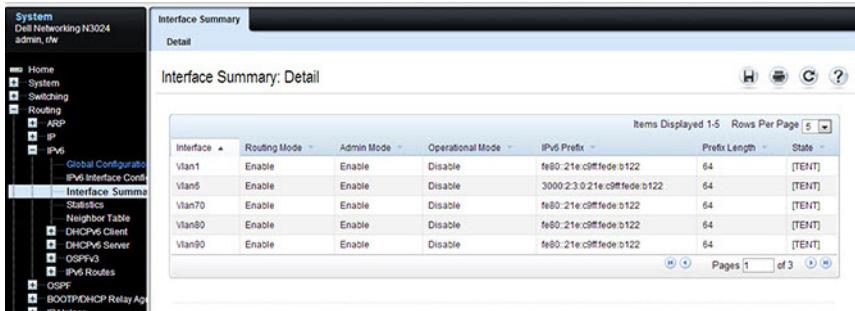 System
Dell Networking N3024
admin, r/w
Home
System
Switching
Routing
ARP
IP
IPv6
Global Configuratio
IPv6 Interface Confi
Interface Summa
Statistics
Neighbor Table
DHCPv6 Client
DHCPv6 Server
OSPFv3
IPv6 Routes
OSPF
BOOTP/DHCP Relay Age
Interface Summary
Detail
Interface Summary: Detail
Items Displayed 1-5 Rows Per Page 5
Interface Routing Mode Admin Mode Operational Mode IPv6 Prefix Prefix Length State
Vlan1 Enable Enable Disable fe80::21e:c9ff:fede:b122 64 [TENT]
Vlan5 Enable Enable Disable 3000:2:3:0:21e:c9ff:fede:b122 64 [TENT]
Vlan70 Enable Enable Disable fe80::21e:c9ff:fede:b122 64 [TENT]
Vlan80 Enable Enable Disable fe80::21e:c9ff:fede:b122 64 [TENT]
Vlan90 Enable Enable Disable fe80::21e:c9ff:fede:b122 64 [TENT]
Pages 1 of 3